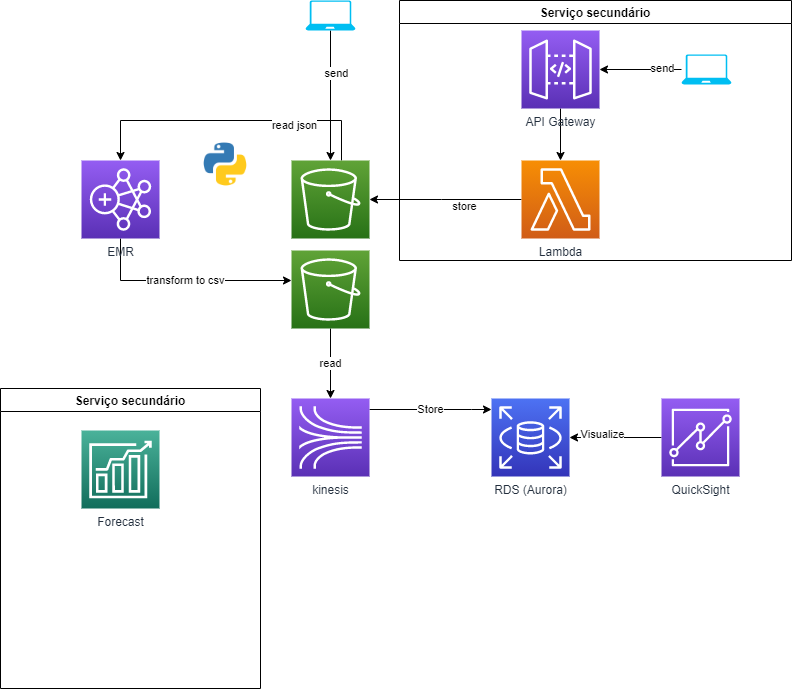 Serviço secundário
send
send
API Gateway
read json
store
EMR
Lambda
transform to csv
read
Serviço secundário
Store
Visualize
kinesis
RDS (Aurora)
QuickSight
Forecast